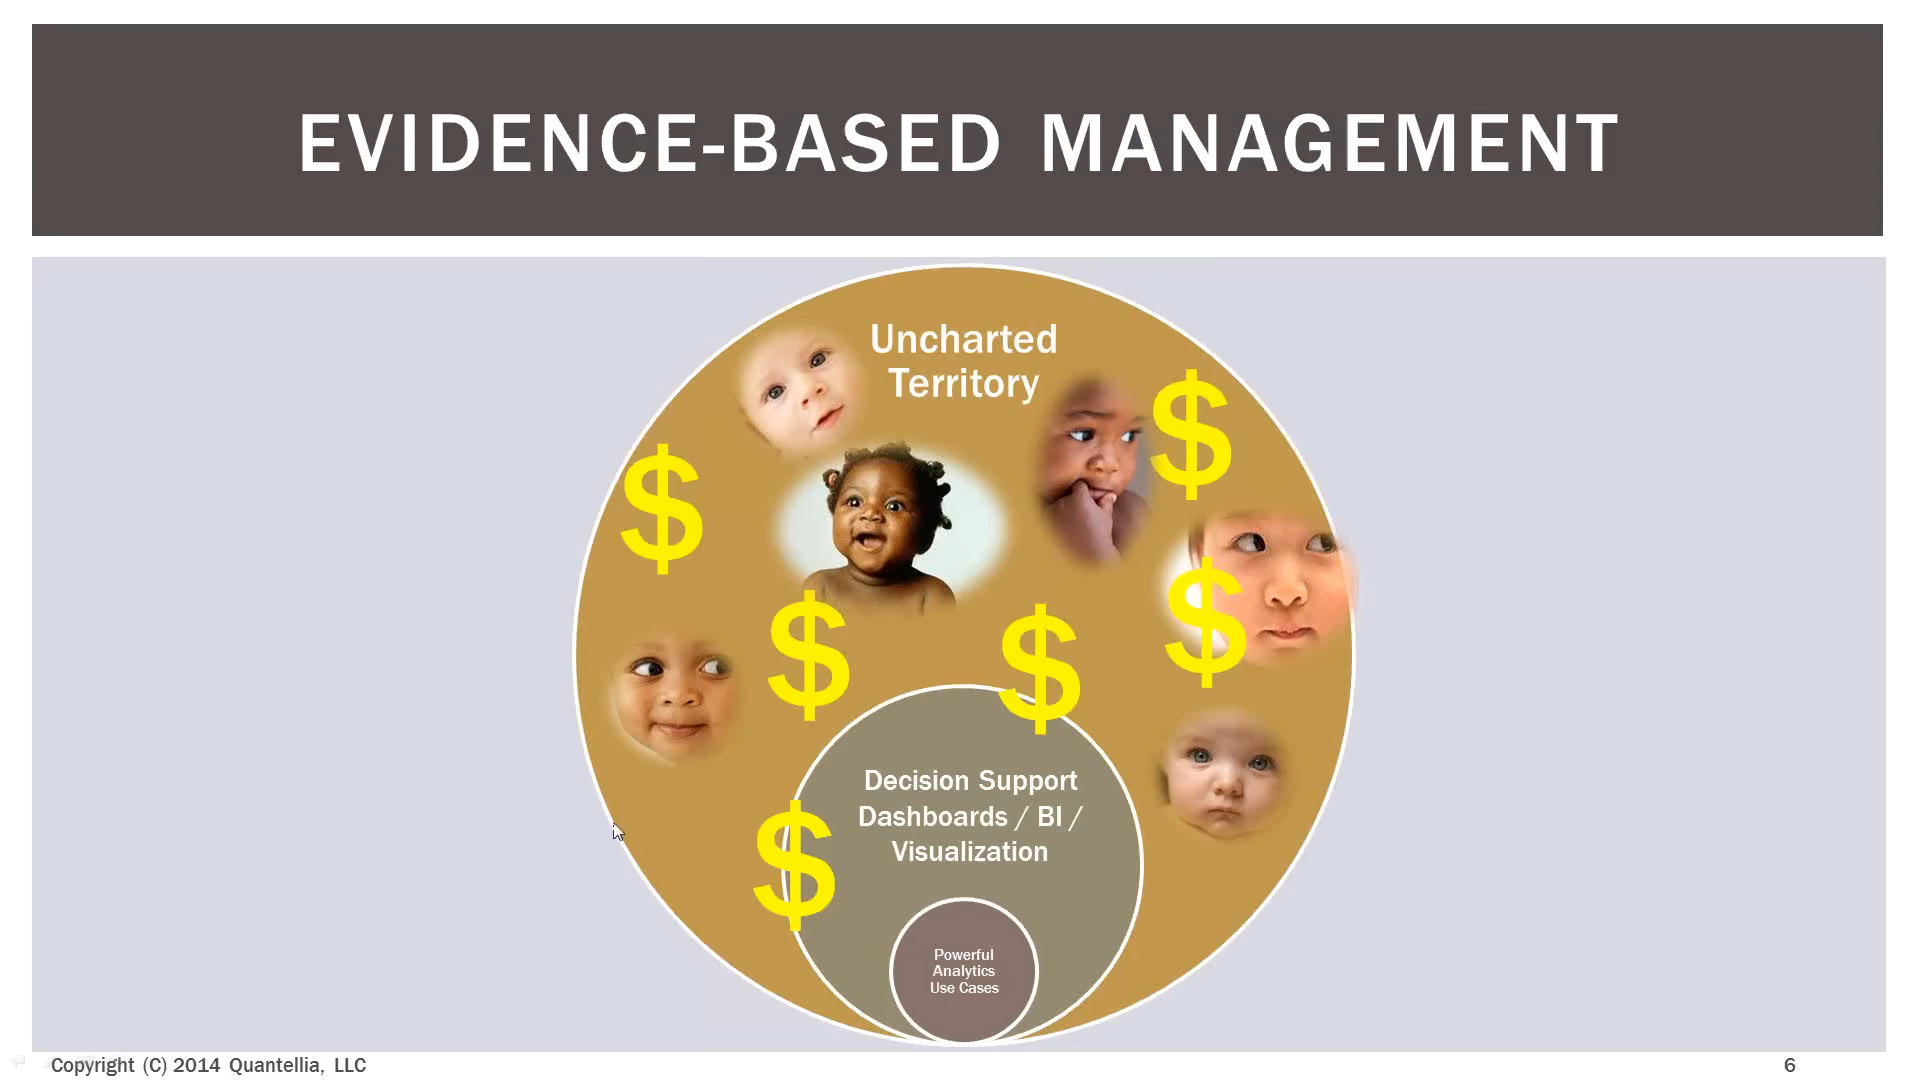 EVIDENCE-BASED MANAGEMENT
Uncharted
Territory
$
$
$
$
$
$
Decision Support
Dashboards / BI /
Visualization
Powerful
Analytics
Use Cases
Copyright (C) 2014 Quantellia, LLC
6